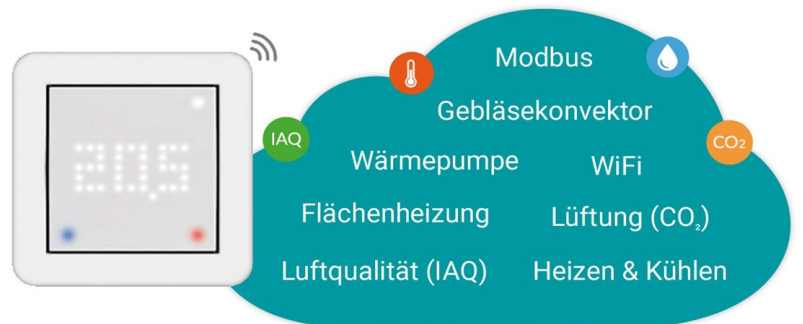 Modbus
Gebläsekonvektor
IAQ
CO₂
Wärmepumpe
WiFi
20,5
Flächenheizung
Lüftung (CO₂)
Luftqualität (IAQ)
Heizen & Kühlen